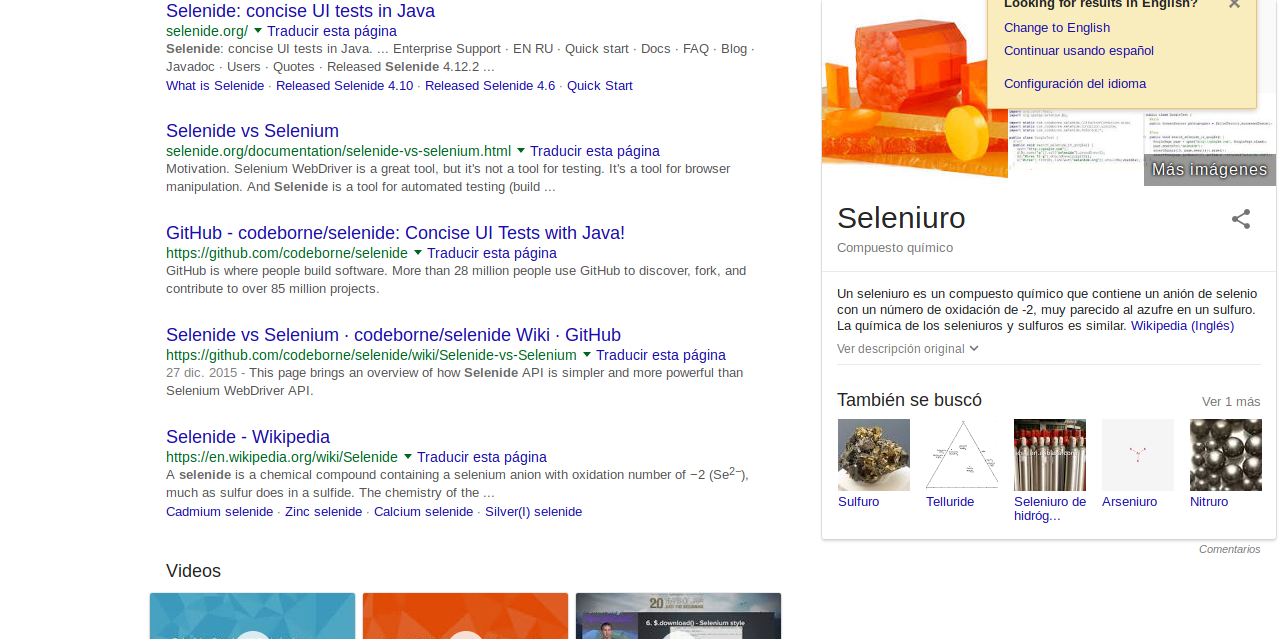 Selenide: concise UI tests in Java
selenide.org/ Traducir esta página
Selenide: concise UI tests in Java. ... Enterprise Support · EN RU · Quick start · Docs · FAQ · Blog ·
Javadoc · Users · Quotes · Released Selenide 4.12.2 ...
What is Selenide · Released Selenide 4.10 · Released Selenide 4.6 · Quick Start
Selenide vs Selenium
selenide.org/documentation/selenide-vs-selenium.html Traducir esta página
Motivation. Selenium WebDriver is a great tool, but it's not a tool for testing. It's a tool for browser
manipulation. And Selenide is a tool for automated testing (build ...
GitHub - codeborne/selenide: Concise UI Tests with Java!
https://github.com/codeborne/selenide Traducir esta página
GitHub is where people build software. More than 28 million people use GitHub to discover, fork, and
contribute to over 85 million projects.
Selenide vs Selenium · codeborne/selenide Wiki · GitHub
https://github.com/codeborne/selenide/wiki/Selenide-vs-Selenium Traducir esta página
27 dic. 2015 - This page brings an overview of how Selenide API is simpler and more powerful than
Selenium WebDriver API.
Selenide - Wikipedia
https://en.wikipedia.org/wiki/Selenide Traducir esta página
A selenide is a chemical compound containing a selenium anion with oxidation number of −2 (Se2−),
much as sulfur does in a sulfide. The chemistry of the ...
Cadmium selenide · Zinc selenide · Calcium selenide · Silver(I) selenide
Videos
20
6. $.download() - Selenium style
Looking for results in English?
Change to English
Continuar usando español
Configuración del idioma
Más imágenes
Seleniuro
Compuesto químico
Un seleniuro es un compuesto químico que contiene un anión de selenio
con un número de oxidación de -2, muy parecido al azufre en un sulfuro.
La química de los seleniuros y sulfuros es similar. Wikipedia (Inglés)
Ver descripción original
También se buscó
Ver 1 más
Sulfuro
Telluride
Seleniuro de
hidróg...
Arseniuro
Nitruro
Comentarios